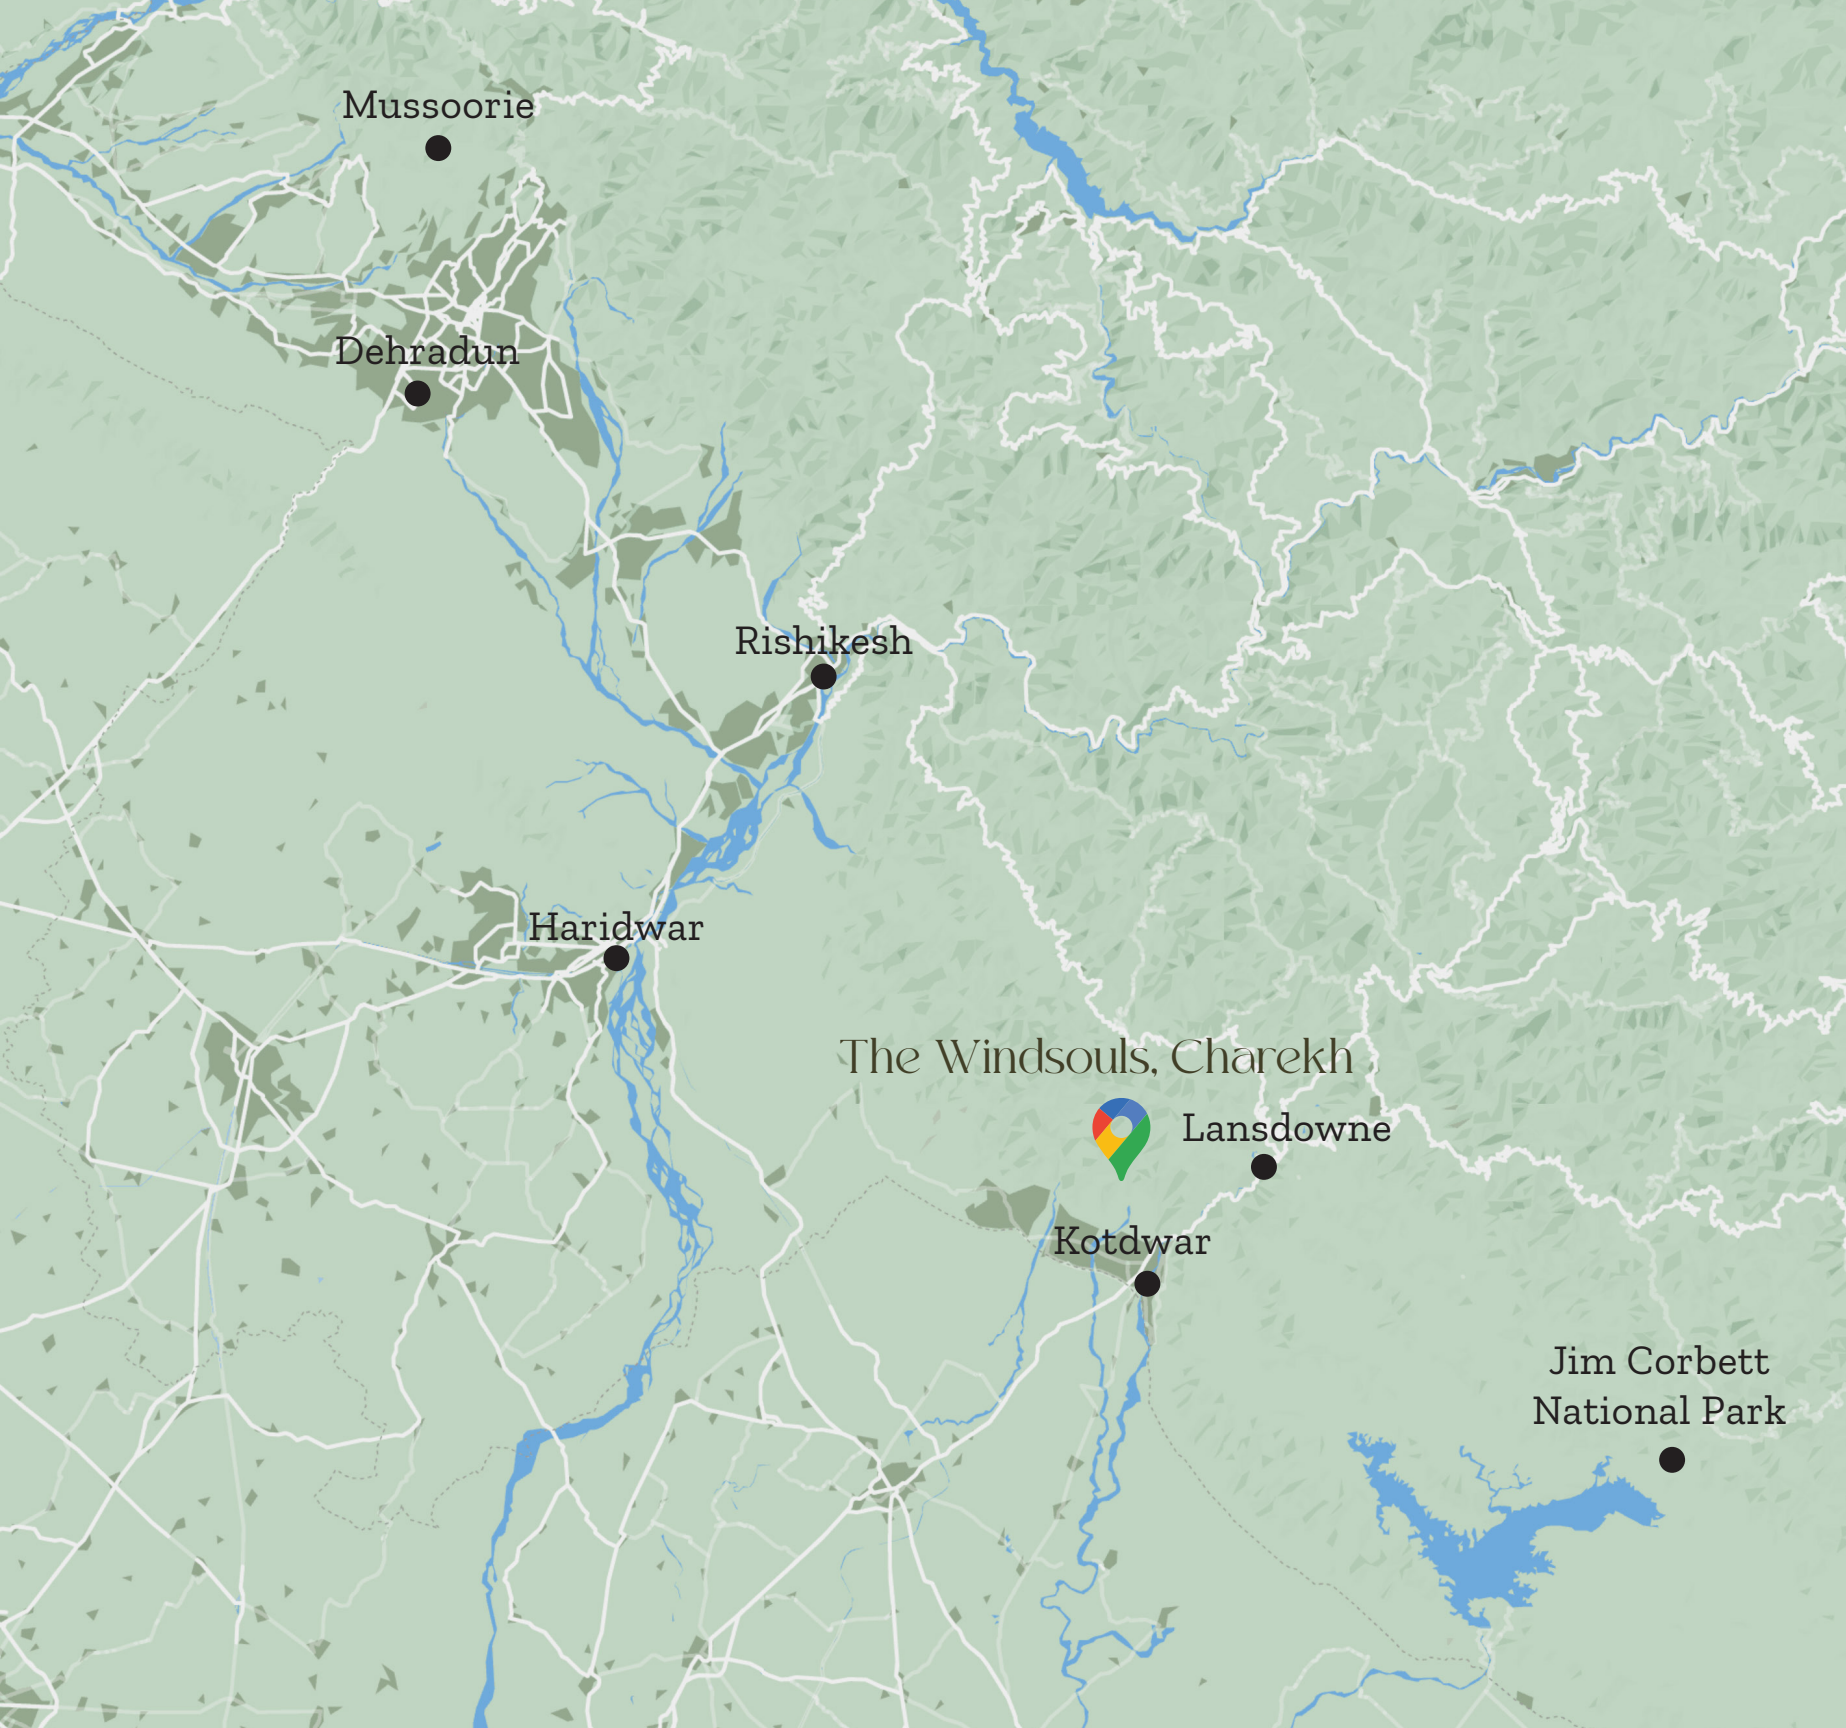 Mussoorie
Dehradun
Rishikesh
Haridwar
The Windsouls, Charekh
Lansdowne
Kotdwar
Jim Corbett
National Park